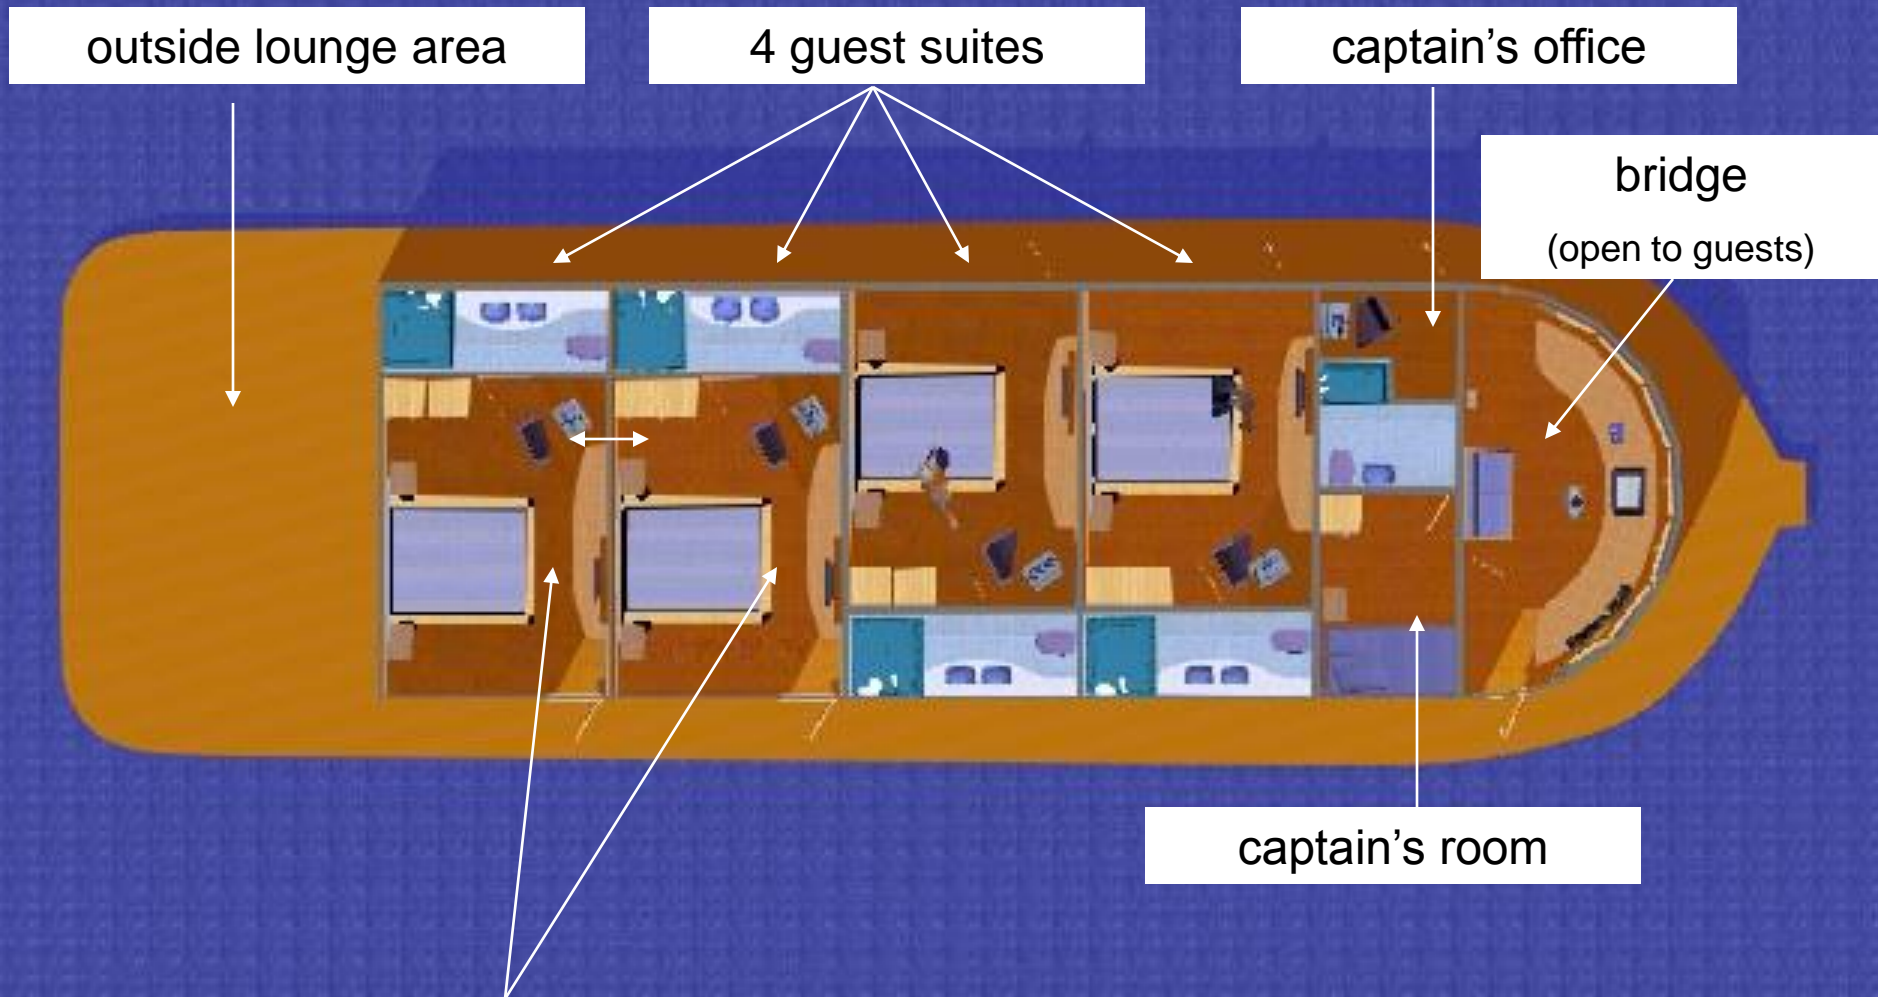 outside lounge area
4 guest suites
captain’s office
bridge
(open to guests)
captain’s room